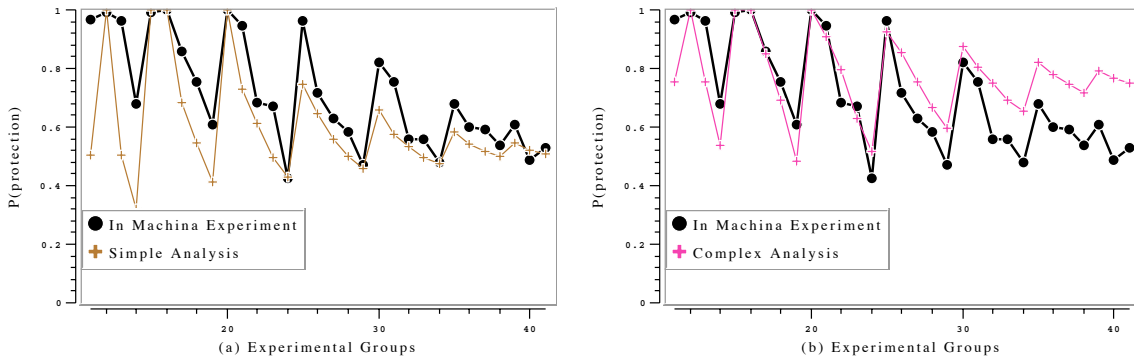 1
0.8
0.6
0.4
0.2
0
P(protection)
In Machina Experiment
Simple Analysis
20
30
40
(a) Experimental Groups
1
0.8
0.6
0.4
0.2
0
P(protection)
In Machina Experiment
Complex Analysis
20
30
40
(b) Experimental Groups